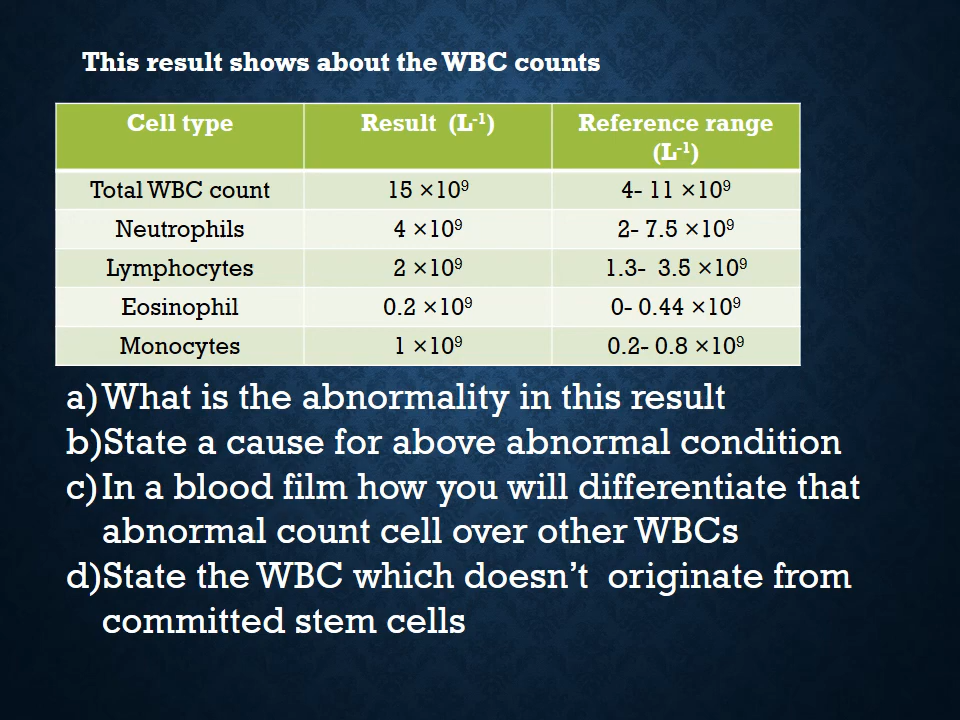 This result shows about the WBC counts
Cell type Result (L⁻¹) Reference range (L⁻¹)
Total WBC count 15 ×10⁹ 4- 11 ×10⁹
Neutrophils 4 ×10⁹ 2- 7.5 ×10⁹
Lymphocytes 2 ×10⁹ 1.3- 3.5 ×10⁹
Eosinophil 0.2 ×10⁹ 0- 0.44 ×10⁹
Monocytes 1 ×10⁹ 0.2- 0.8 ×10⁹
a)What is the abnormality in this result
b)State a cause for above abnormal condition
c)In a blood film how you will differentiate that
abnormal count cell over other WBCs
d)State the WBC which doesn’t originate from
committed stem cells